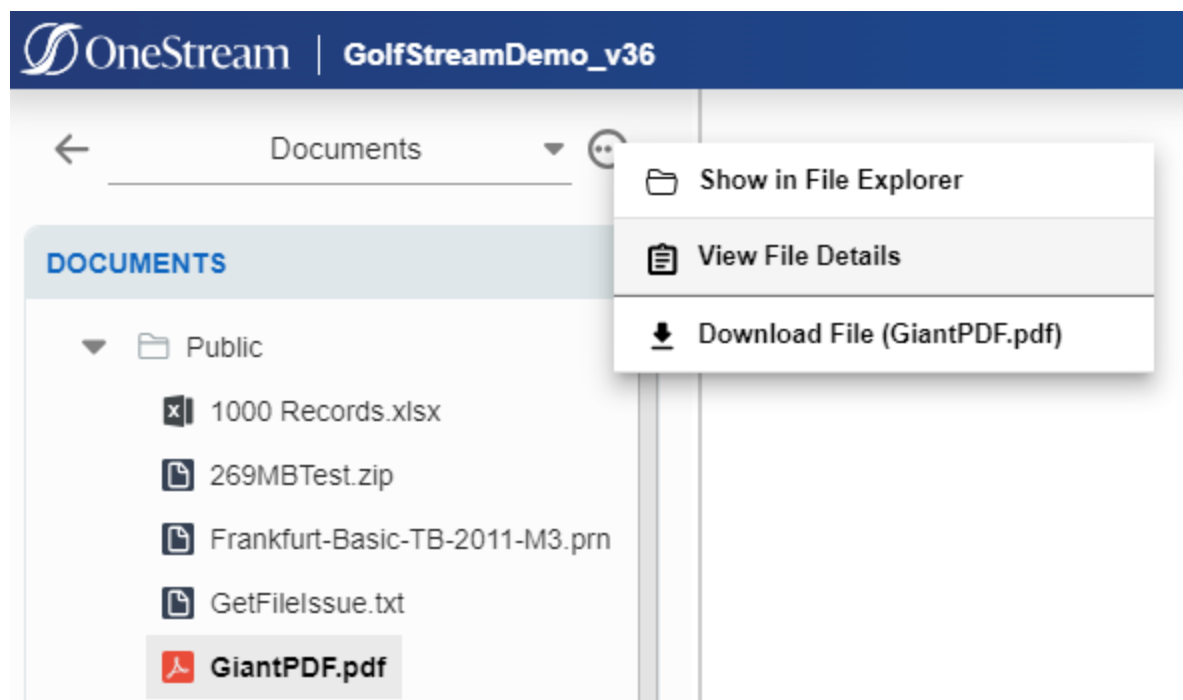 OneStream | GolfStreamDemo_v36
Documents
Show in File Explorer
View File Details
Download File (GiantPDF.pdf)
DOCUMENTS
Public
1000 Records.xlsx
269MBTest.zip
Frankfurt-Basic-TB-2011-M3.prn
GetFileIssue.txt
GiantPDF.pdf